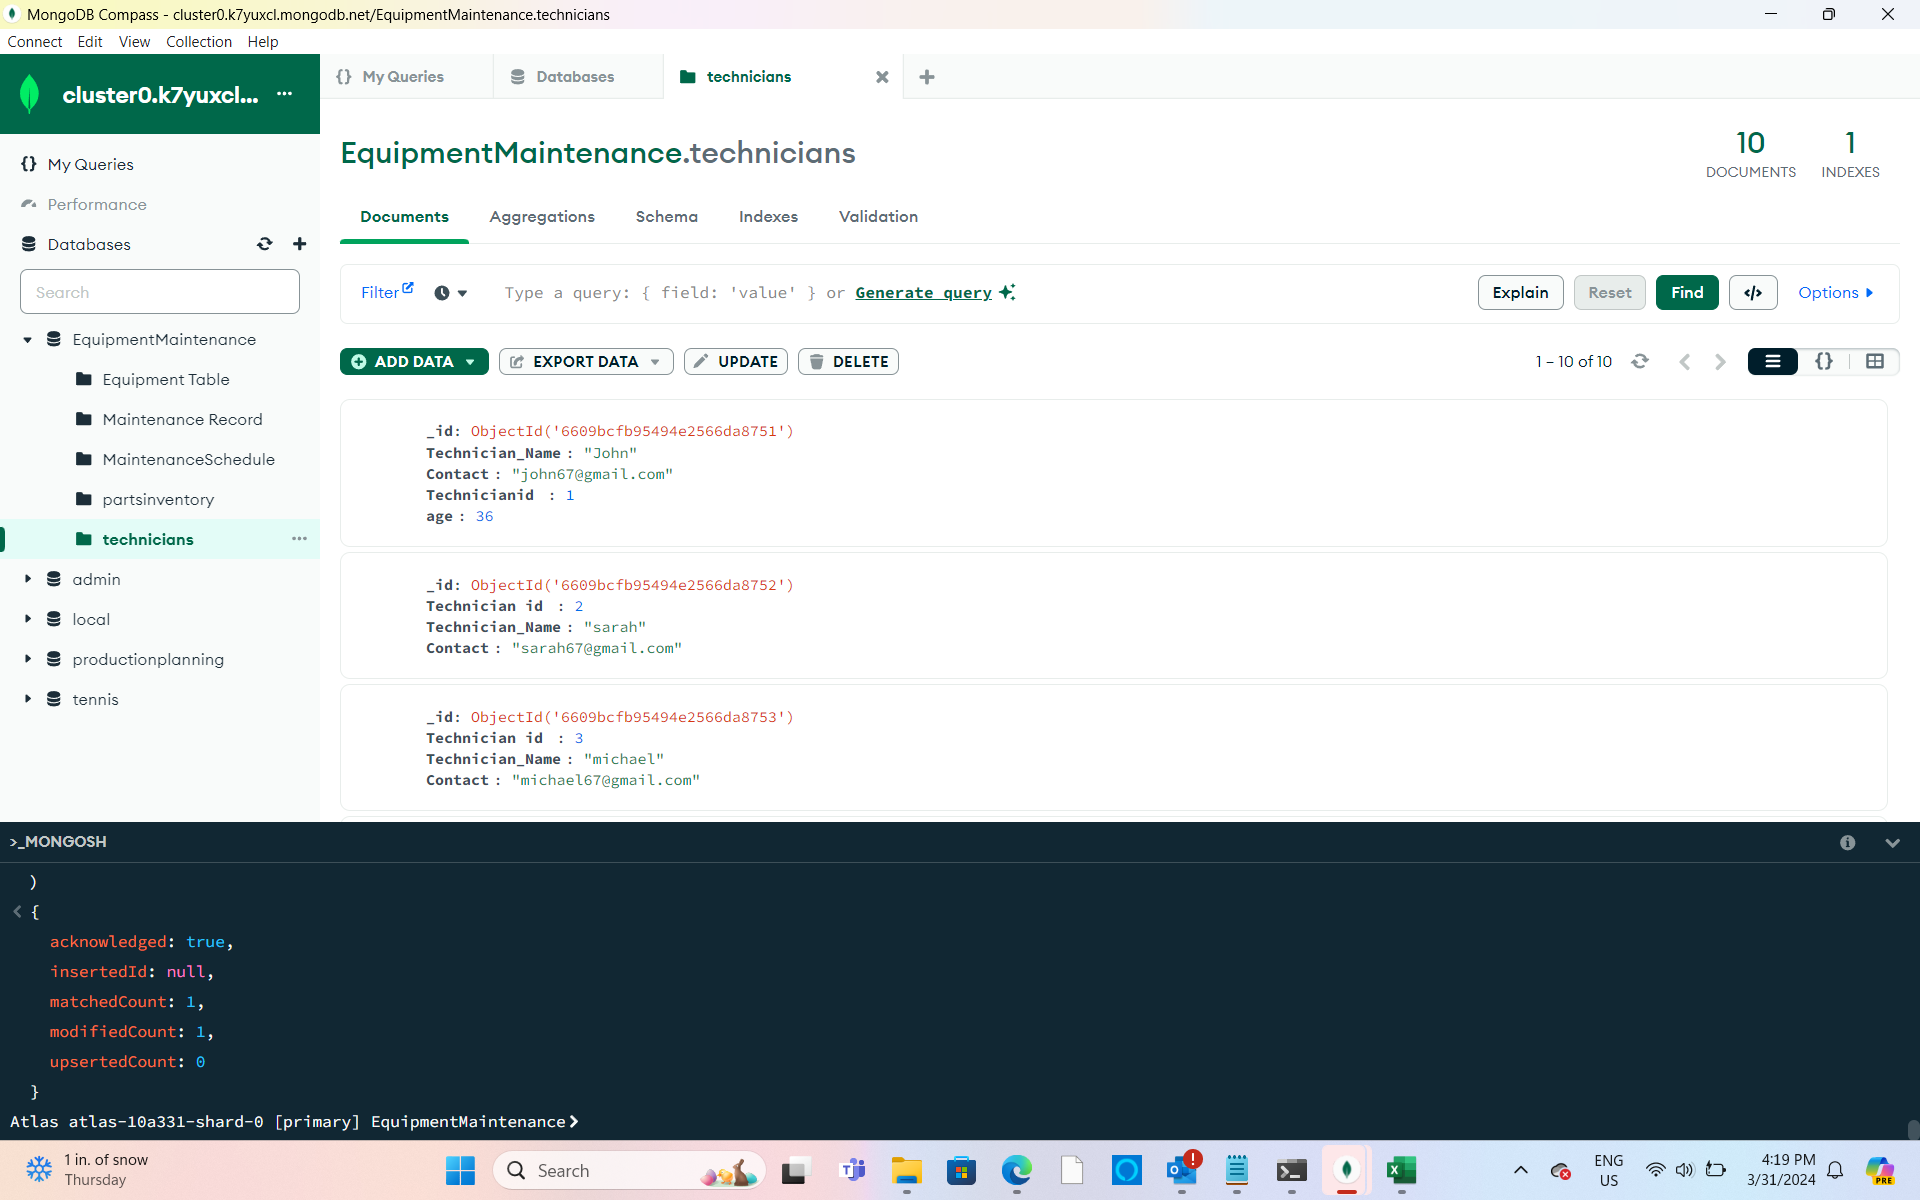 MongoDB Compass - cluster0.k7yuxcl.mongodb.net/EquipmentMaintenance.technicians
Connect Edit View Collection Help
cluster0.k7yuxcl... ...
{} My Queries
Databases
technicians
My Queries
Performance
Databases
Search
EquipmentMaintenance
Equipment Table
Maintenance Record
MaintenanceSchedule
partsinventory
technicians ...
admin
local
productionplanning
tennis
EquipmentMaintenance.technicians
10
DOCUMENTS
1
INDEXES
Documents Aggregations Schema Indexes Validation
Filter Type a query: { field: 'value' } or Generate query Explain Reset Find </> Options
ADD DATA EXPORT DATA UPDATE DELETE 1 – 10 of 10 {}
_id: ObjectId('6609bcfb95494e2566da8751')
Technician_Name : "John"
Contact : "john67@gmail.com"
Technicianid : 1
age : 36
_id: ObjectId('6609bcfb95494e2566da8752')
Technician id : 2
Technician_Name : "sarah"
Contact : "sarah67@gmail.com"
_id: ObjectId('6609bcfb95494e2566da8753')
Technician id : 3
Technician_Name : "michael"
Contact : "michael67@gmail.com"
>_MONGOSH
)
< {
acknowledged: true,
insertedId: null,
matchedCount: 1,
modifiedCount: 1,
upsertedCount: 0
}
Atlas atlas-10a331-shard-0 [primary] EquipmentMaintenance>
1 in. of snow
Thursday
Search
ENG
US
4:19 PM
3/31/2024
PRE